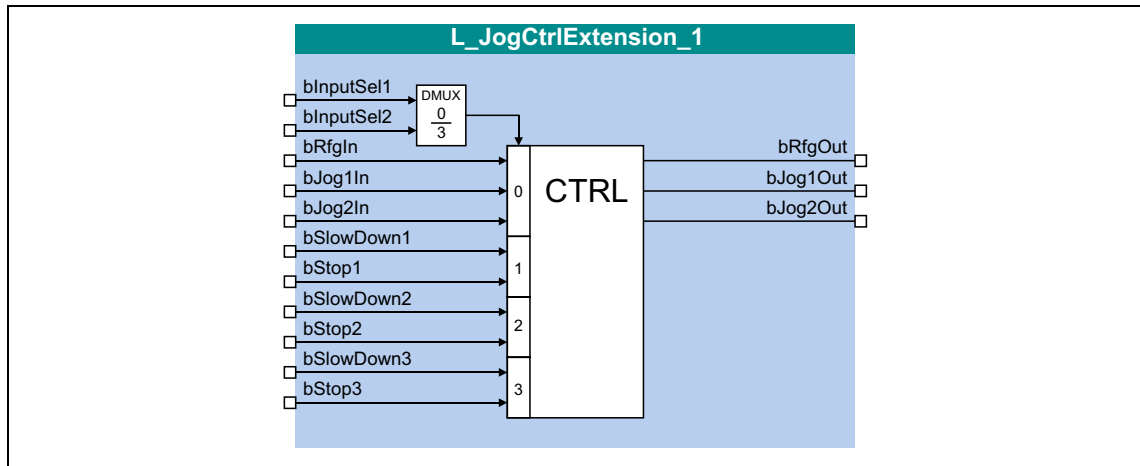 L_JogCtrlExtension_1
bInputSel1
DMUX
0
3
bInputSel2
bRfgIn
bRfgOut
bJog1In
0
CTRL
bJog1Out
bJog2In
bJog2Out
bSlowDown1
1
bStop1
bSlowDown2
2
bStop2
bSlowDown3
3
bStop3